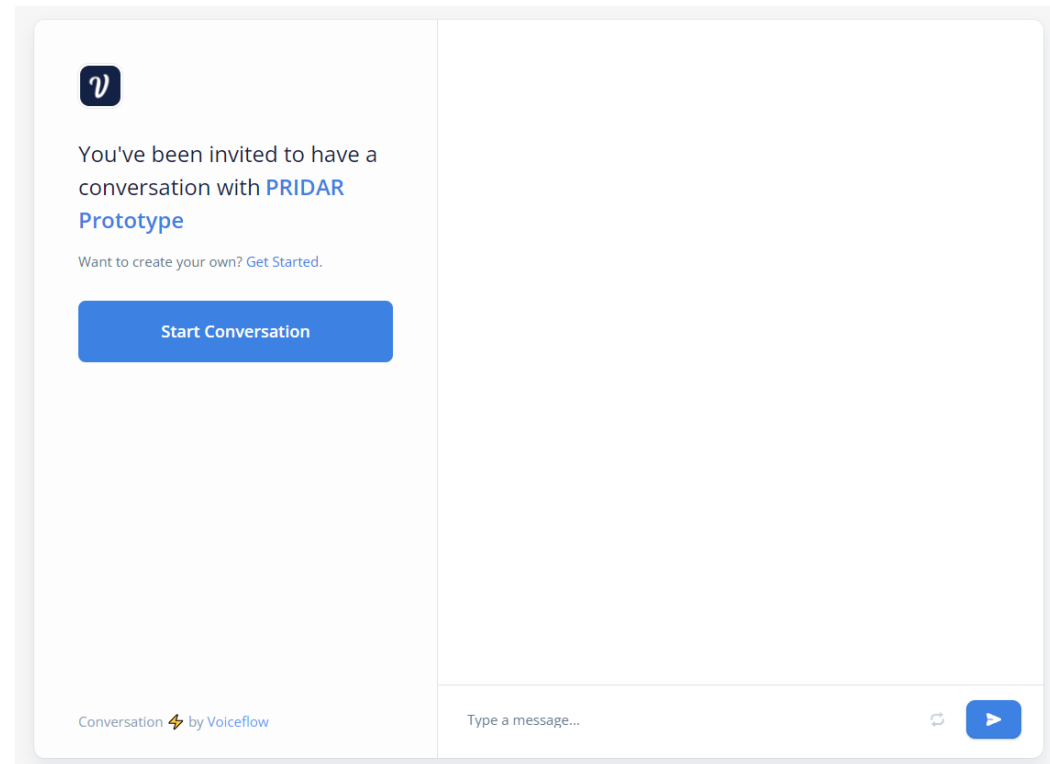 V
You've been invited to have a
conversation with PRIDAR
Prototype
Want to create your own? Get Started.
Start Conversation
Conversation ⚡ by Voiceflow
Type a message...